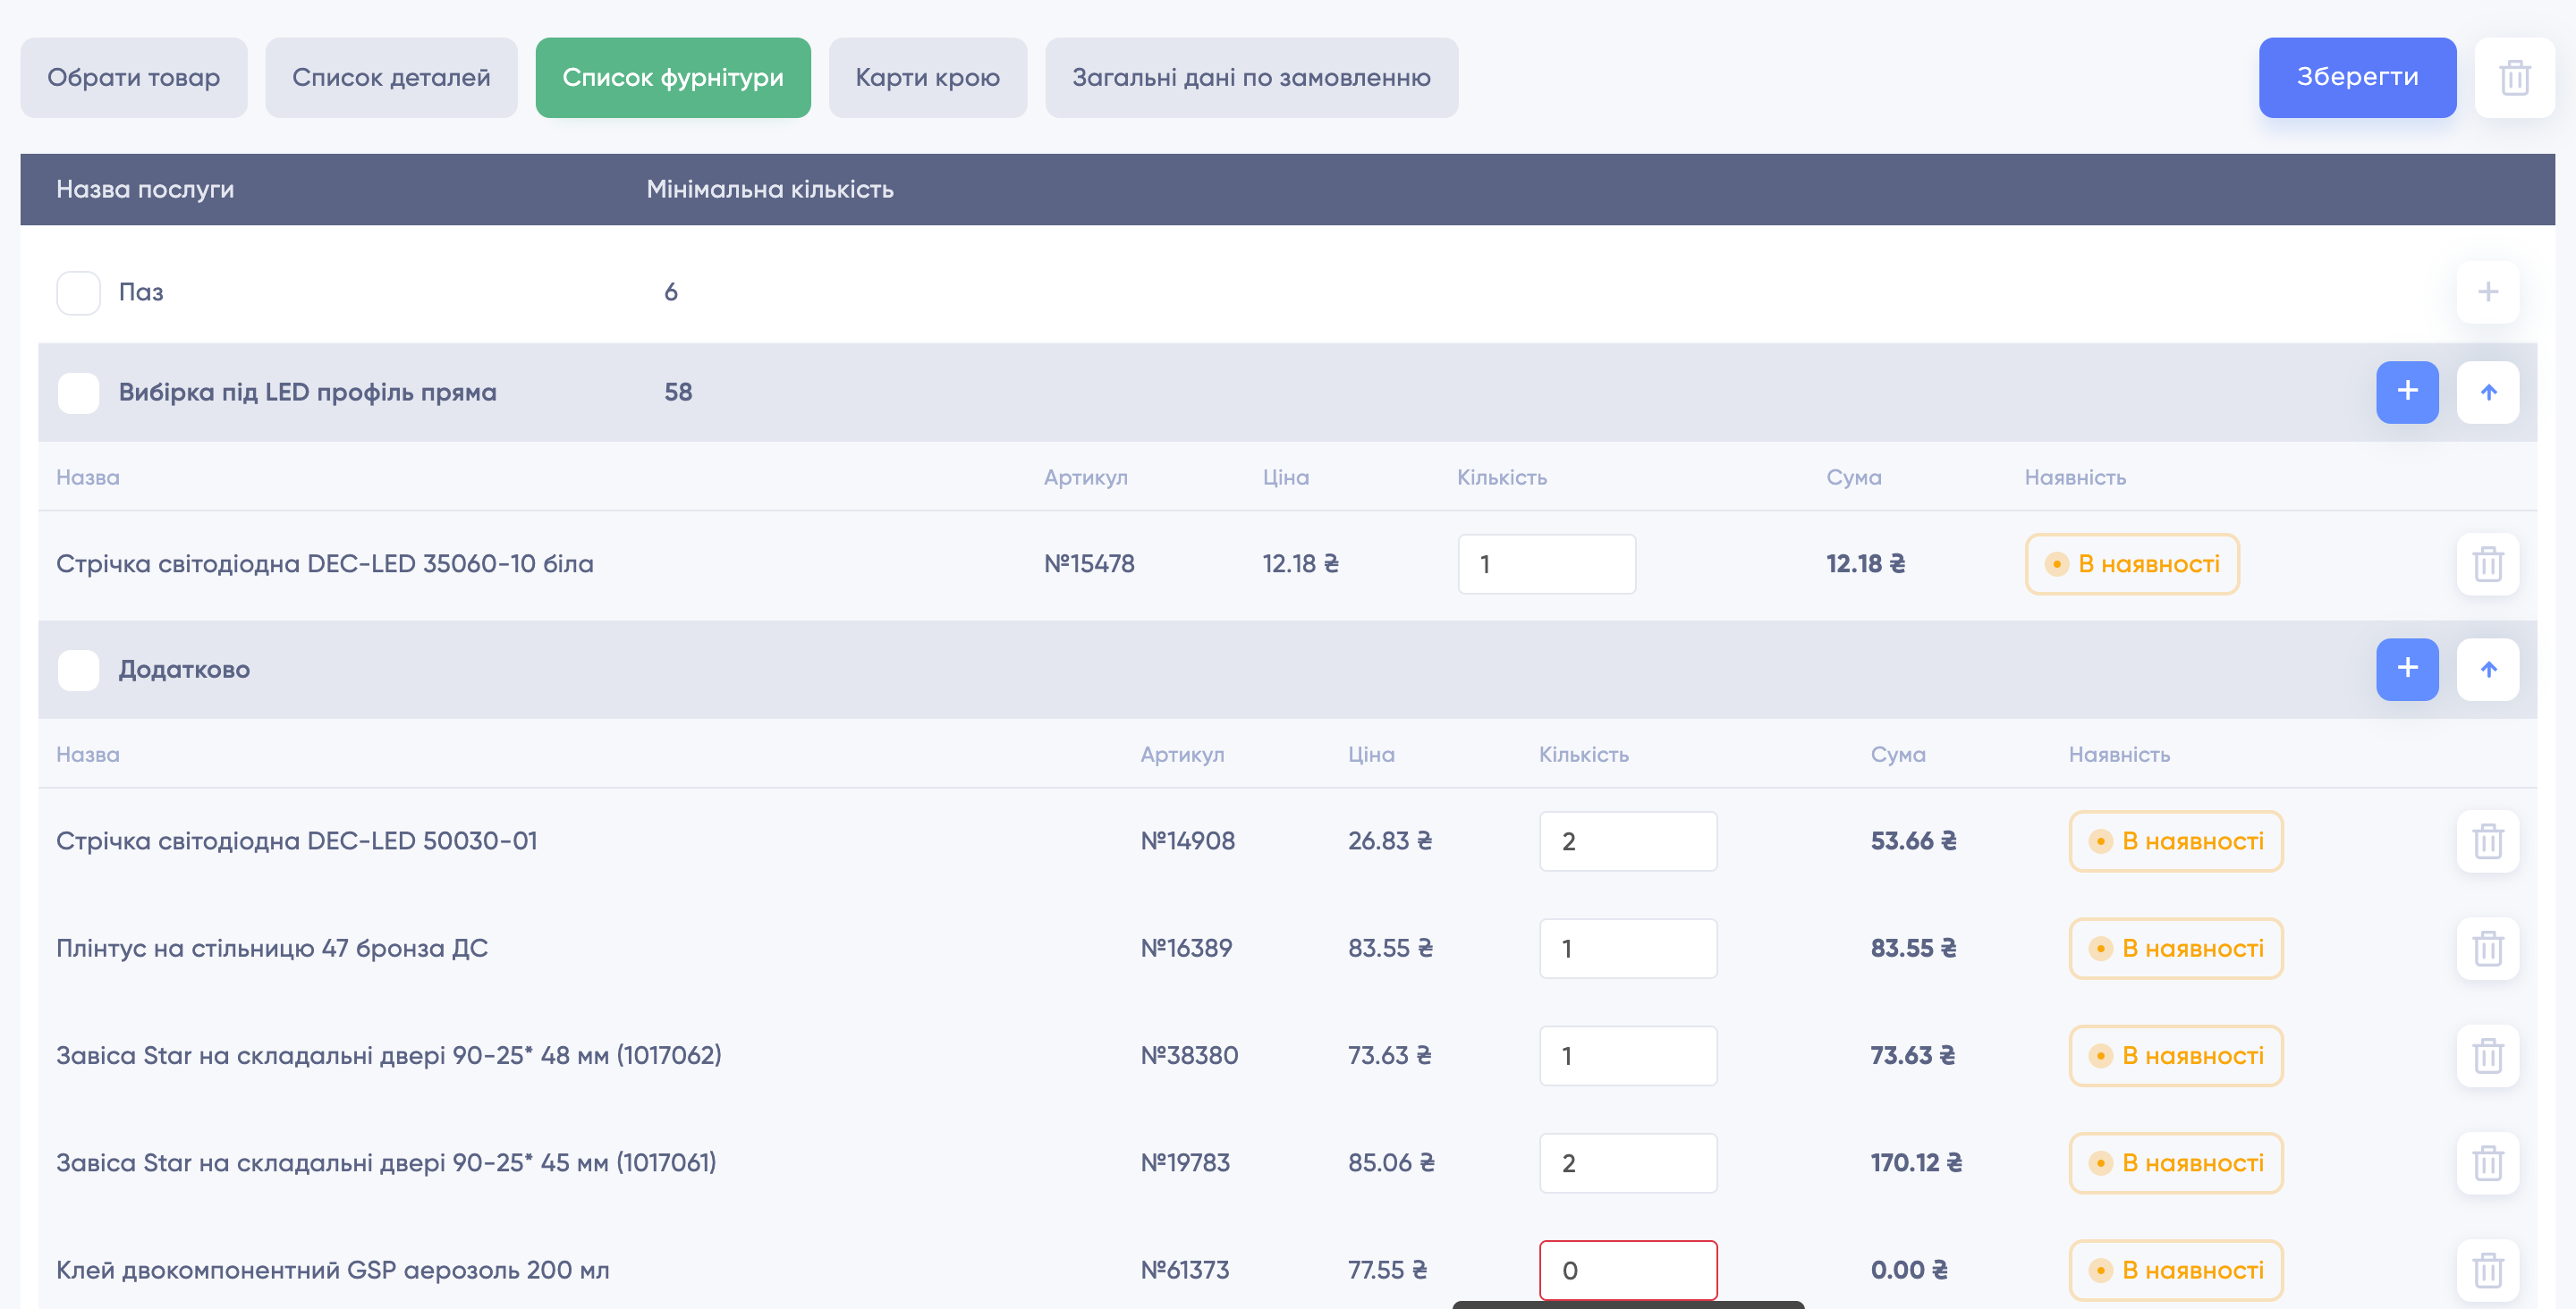 Обрати товар Список деталей Список фурнітури Карти крою Загальні дані по замовленню Зберегти
Назва послуги Мінімальна кількість
Паз 6
Вибірка під LED профіль пряма 58
Назва Артикул Ціна Кількість Сума Наявність
Стрічка світодіодна DEC-LED 35060-10 біла №15478 12.18 ₴ 1 12.18 ₴ В наявності
Додатково
Назва Артикул Ціна Кількість Сума Наявність
Стрічка світодіодна DEC-LED 50030-01 №14908 26.83 ₴ 2 53.66 ₴ В наявності
Плінтус на стільницю 47 бронза ДС №16389 83.55 ₴ 1 83.55 ₴ В наявності
Завіса Star на складальні двері 90-25* 48 мм (1017062) №38380 73.63 ₴ 1 73.63 ₴ В наявності
Завіса Star на складальні двері 90-25* 45 мм (1017061) №19783 85.06 ₴ 2 170.12 ₴ В наявності
Клей двокомпонентний GSP аерозоль 200 мл №61373 77.55 ₴ 0 0.00 ₴ В наявності